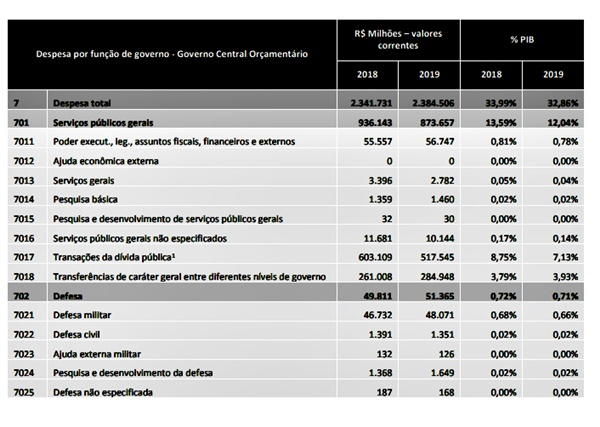 Despesa por função de governo - Governo Central Orçamentário R$ Milhões – valores correntes % PIB
2018 2019 2018 2019
7 Despesa total 2.341.731 2.384.506 33,99% 32,86%
701 Serviços públicos gerais 936.143 873.657 13,59% 12,04%
7011 Poder execut., leg., assuntos fiscais, financeiros e externos 55.557 56.747 0,81% 0,78%
7012 Ajuda econômica externa 0 0 0,00% 0,00%
7013 Serviços gerais 3.396 2.782 0,05% 0,04%
7014 Pesquisa básica 1.359 1.460 0,02% 0,02%
7015 Pesquisa e desenvolvimento de serviços públicos gerais 32 30 0,00% 0,00%
7016 Serviços públicos gerais não especificados 11.681 10.144 0,17% 0,14%
7017 Transações da dívida pública¹ 603.109 517.545 8,75% 7,13%
7018 Transferências de caráter geral entre diferentes níveis de governo 261.008 284.948 3,79% 3,93%
702 Defesa 49.811 51.365 0,72% 0,71%
7021 Defesa militar 46.732 48.071 0,68% 0,66%
7022 Defesa civil 1.391 1.351 0,02% 0,02%
7023 Ajuda externa militar 132 126 0,00% 0,00%
7024 Pesquisa e desenvolvimento da defesa 1.368 1.649 0,02% 0,02%
7025 Defesa não especificada 187 168 0,00% 0,00%